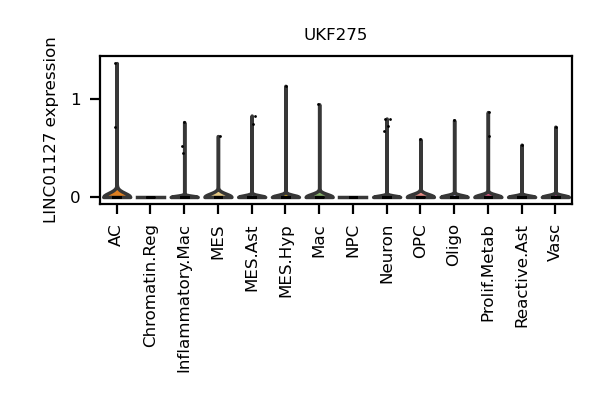 UKF275
LINC01127 expression
1
0
AC
Chromatin.Reg
Inflammatory.Mac
MES
MES.Ast
MES.Hyp
Mac
NPC
Neuron
OPC
Oligo
Prolif.Metab
Reactive.Ast
Vasc